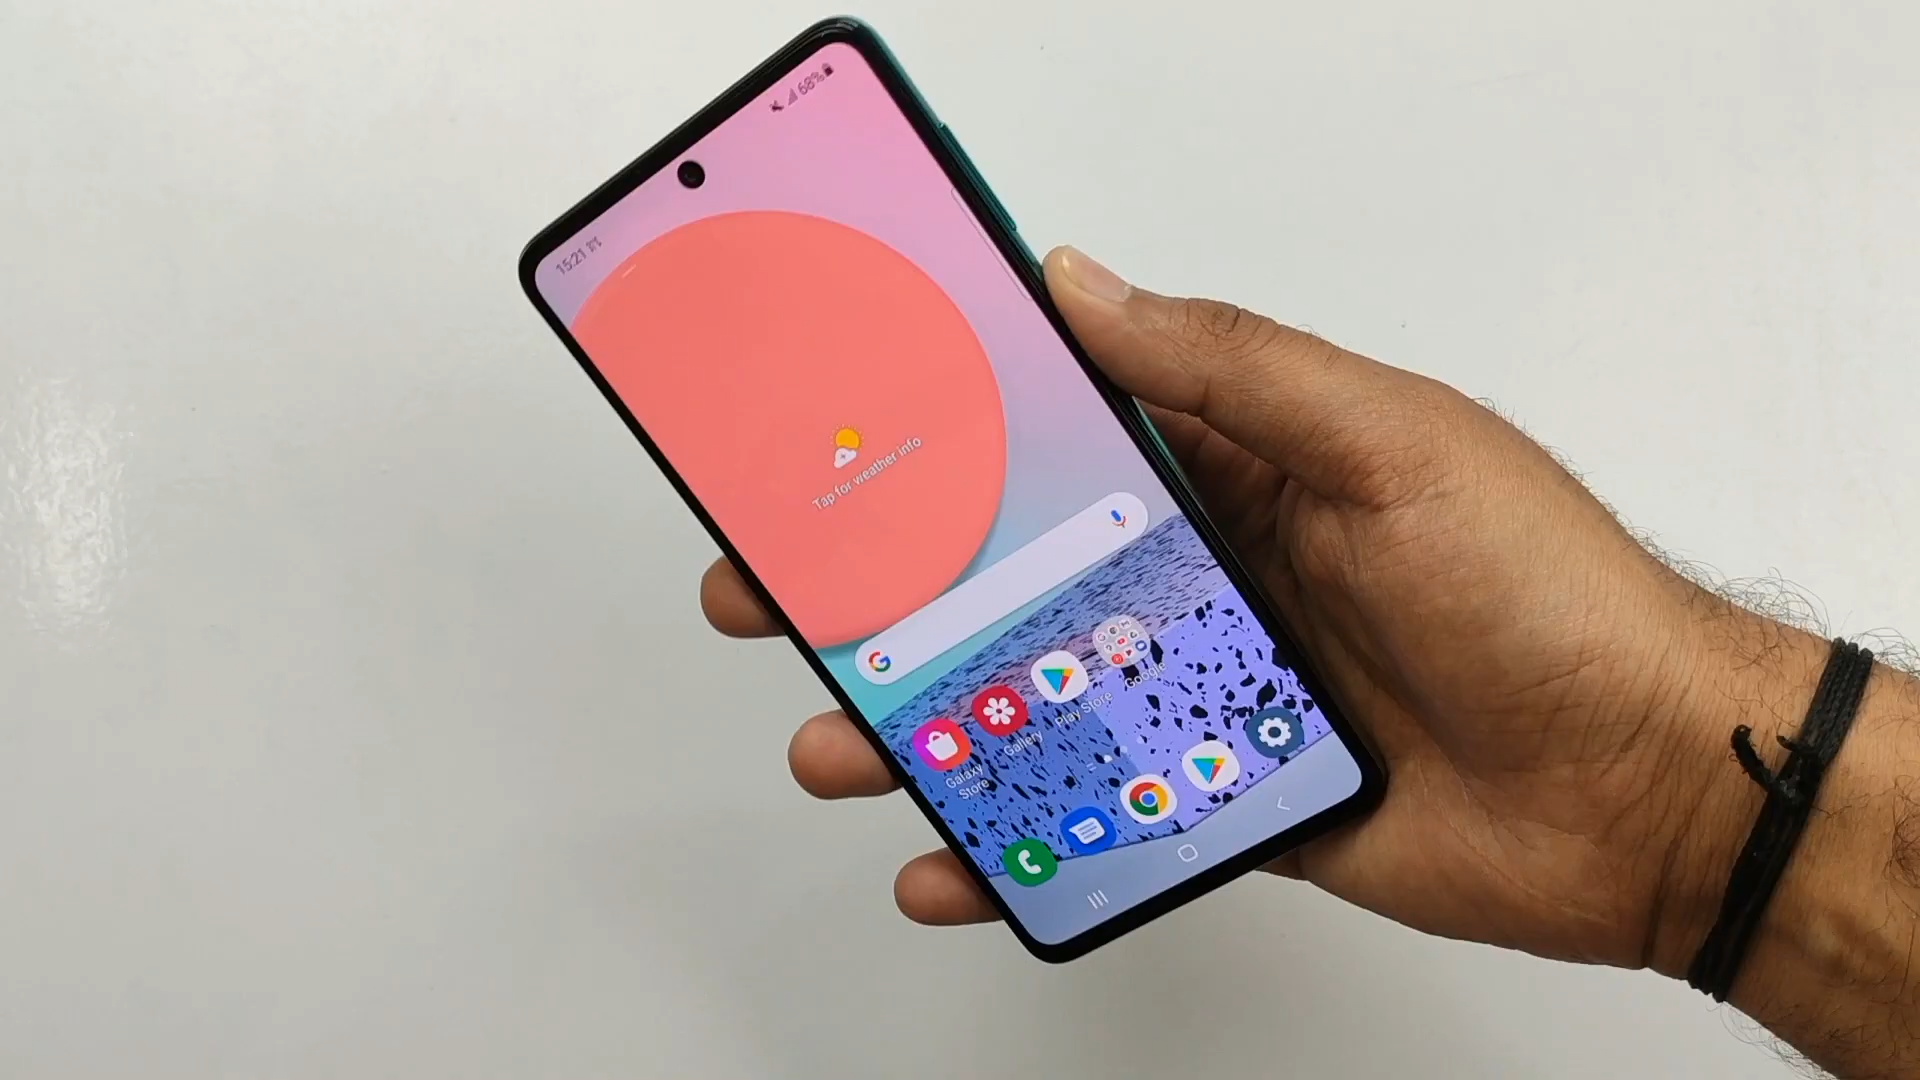 15:21
68%
Tap for weather info
Galaxy
Store
Gallery
Play Store
Google